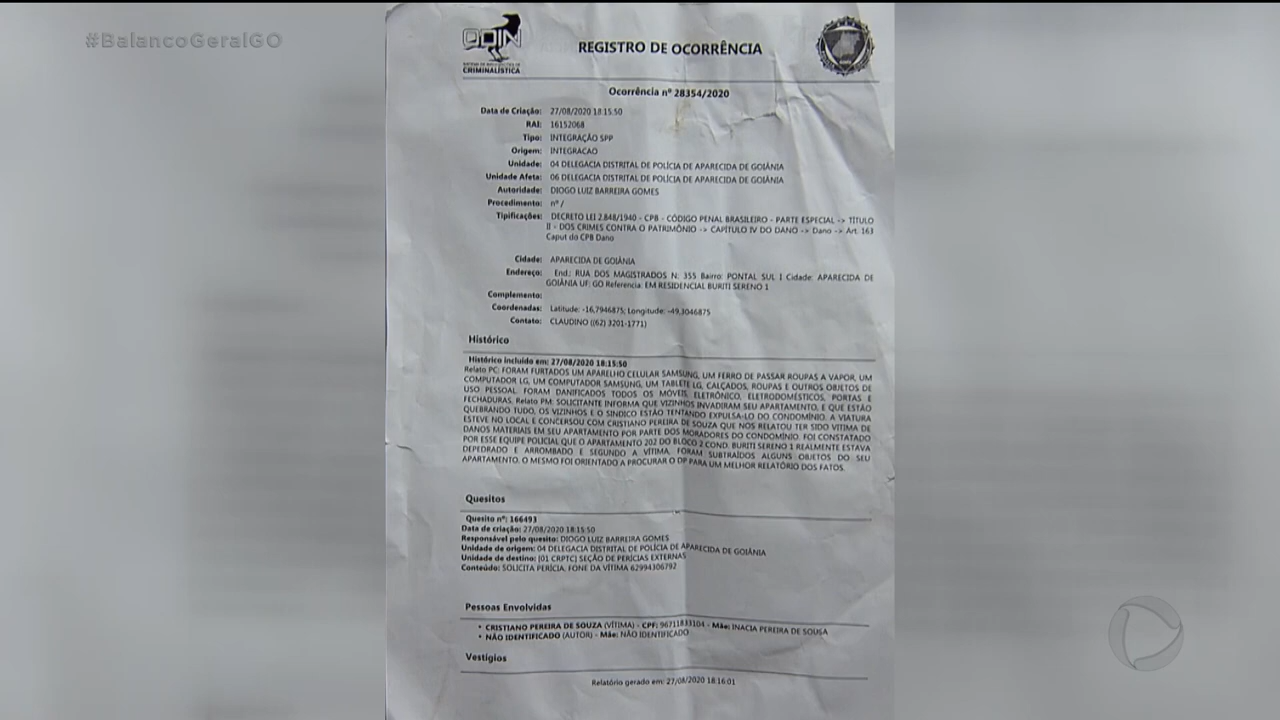 #BalancoGeralGO
ODIN
CRIMINALÍSTICA
REGISTRO DE OCORRÊNCIA
Ocorrência nº 28354/2020
Data de Criação: 27/08/2020 18:15:50
RAI: 16152068
Tipo: INTEGRAÇÃO SPP
Origem: INTEGRACAO
Unidade: 04 DELEGACIA DISTRITAL DE POLÍCIA DE APARECIDA DE GOIÂNIA
Unidade Afeta: 06 DELEGACIA DISTRITAL DE POLÍCIA DE APARECIDA DE GOIÂNIA
Autoridade: DIOGO LUIZ BARREIRA GOMES
Procedimento: nº /
Tipificações: DECRETO LEI 2.848/1940 - CPB - CÓDIGO PENAL BRASILEIRO - PARTE ESPECIAL -> TÍTULO
II - DOS CRIMES CONTRA O PATRIMÔNIO -> CAPÍTULO IV DO DANO -> Dano -> Art. 163
Caput do CPB Dano
Cidade: APARECIDA DE GOIÂNIA
Endereço: End.: RUA DOS MAGISTRADOS N: 355 Bairro: PONTAL SUL I Cidade: APARECIDA DE
GOIÂNIA UF: GO Referencia: EM RESIDENCIAL BURITI SERENO 1
Complemento:
Coordenadas: Latitude: -16,7946875; Longitude: -49,3046875
Contato: CLAUDINO ((62) 3201-1771)
Histórico
Histórico incluído em: 27/08/2020 18:15:50
Relato PC: FORAM FURTADOS UM APARELHO CELULAR SAMSUNG, UM FERRO DE PASSAR ROUPAS A VAPOR, UM
COMPUTADOR LG, UM COMPUTADOR SAMSUNG, UM TABLETE LG, CALÇADOS, ROUPAS E OUTROS OBJETOS DE
USO PESSOAL. FORAM DANIFICADOS TODOS OS MÓVEIS, ELETRÔNICO, ELETRODOMÉSTICOS, PORTAS E
FECHADURAS. Relato PM: SOLICITANTE INFORMA QUE VIZINHOS INVADIRAM SEU APARTAMENTO, E QUE ESTÃO
QUEBRANDO TUDO, OS VIZINHOS E O SINDICO ESTÃO TENTANDO EXPULSA-LO DO CONDOMÍNIO. A VIATURA
ESTEVE NO LOCAL E CONCERSOU COM CRISTIANO PEREIRA DE SOUZA QUE NOS RELATOU TER SIDO VITIMA DE
DANOS MATERIAIS EM SEU APARTAMENTO POR PARTE DOS MORADORES DO CONDOMÍNIO. FOI CONSTATADO
POR ESSE EQUIPE POLICIAL QUE O APARTAMENTO 202 DO BLOCO 2 COND. BURITI SERENO 1 REALMENTE ESTAVA
DEPEDRADO E ARROMBADO E SEGUNDO A VÍTIMA, FORAM SUBTRAÍDOS ALGUNS OBJETOS DO SEU
APARTAMENTO. O MESMO FOI ORIENTADO A PROCURAR O DP PARA UM MELHOR RELATÓRIO DOS FATOS.
Quesitos
Quesito nº: 166493
Data de criação: 27/08/2020 18:15:50
Responsável pelo quesito: DIOGO LUIZ BARREIRA GOMES
Unidade de origem: 04 DELEGACIA DISTRITAL DE POLÍCIA DE APARECIDA DE GOIÂNIA
Unidade de destino: [01 CRPTC] SEÇÃO DE PERÍCIAS EXTERNAS
Conteúdo: SOLICITA PERÍCIA. FONE DA VÍTIMA 62994306792
Pessoas Envolvidas
• CRISTIANO PEREIRA DE SOUZA (VÍTIMA) - CPF: 96711833104 - Mãe: INACIA PEREIRA DE SOUSA
• NÃO IDENTIFICADO (AUTOR) - Mãe: NÃO IDENTIFICADO
Vestígios
Relatório gerado em: 27/08/2020 18:16:01